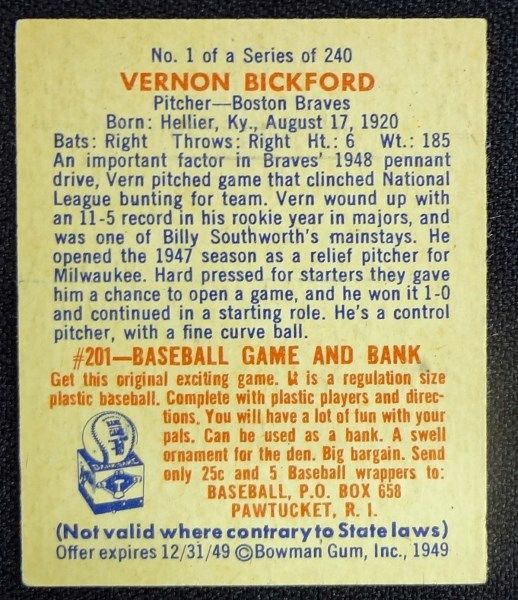 No. 1 of a Series of 240
VERNON BICKFORD
Pitcher—Boston Braves
Born: Hellier, Ky., August 17, 1920
Bats: Right Throws: Right Ht.: 6 Wt.: 185
An important factor in Braves' 1948 pennant
drive, Vern pitched game that clinched National
League bunting for team. Vern wound up with
an 11-5 record in his rookie year in majors, and
was one of Billy Southworth's mainstays. He
opened the 1947 season as a relief pitcher for
Milwaukee. Hard pressed for starters they gave
him a chance to open a game, and he won it 1-0
and continued in a starting role. He's a control
pitcher, with a fine curve ball.
#201—BASEBALL GAME AND BANK
Get this original exciting game. It is a regulation size
plastic baseball. Complete with plastic players and direc-
tions. You will have a lot of fun with your
pals. Can be used as a bank. A swell
ornament for the den. Big bargain. Send
only 25c and 5 Baseball wrappers to:
BASEBALL, P.O. BOX 658
PAWTUCKET, R. I.
(Not valid where contrary to State laws)
Offer expires 12/31/49 ©Bowman Gum, Inc., 1949